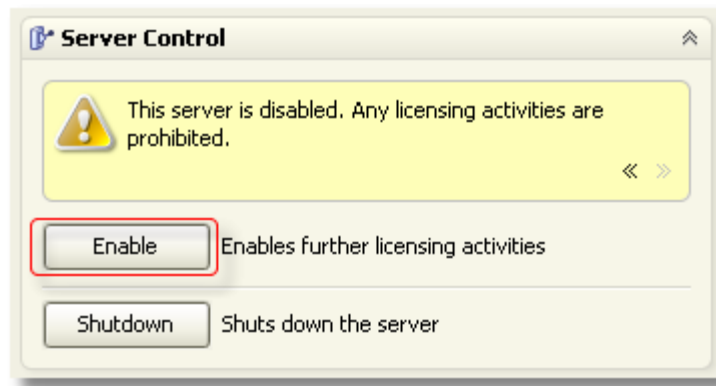 Server Control
This server is disabled. Any licensing activities are
prohibited.
Enable Enables further licensing activities
Shutdown Shuts down the server